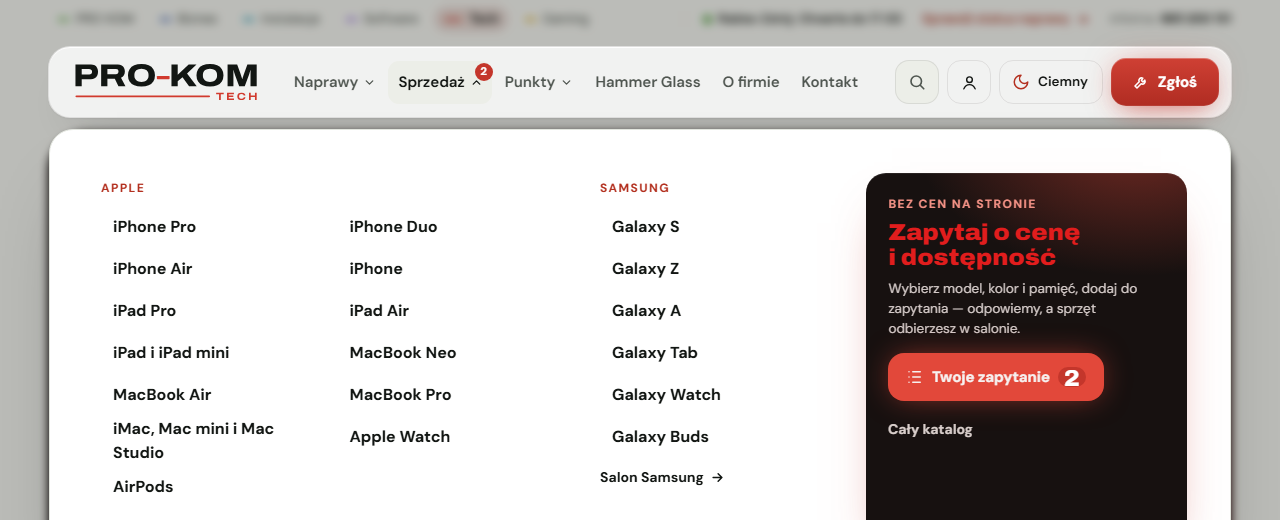 PRO-KOM
TECH
Naprawy
Sprzedaż
2
Punkty
Hammer Glass
O firmie
Kontakt
Ciemny
Zgłoś
APPLE
iPhone Pro
iPhone Duo
iPhone Air
iPhone
iPad Pro
iPad Air
iPad i iPad mini
MacBook Neo
MacBook Air
MacBook Pro
iMac, Mac mini i Mac
Studio
Apple Watch
AirPods
SAMSUNG
Galaxy S
Galaxy Z
Galaxy A
Galaxy Tab
Galaxy Watch
Galaxy Buds
Salon Samsung →
BEZ CEN NA STRONIE
Zapytaj o cenę
i dostępność
Wybierz model, kolor i pamięć, dodaj do
zapytania — odpowiemy, a sprzęt
odbierzesz w salonie.
Twoje zapytanie 2
Cały katalog